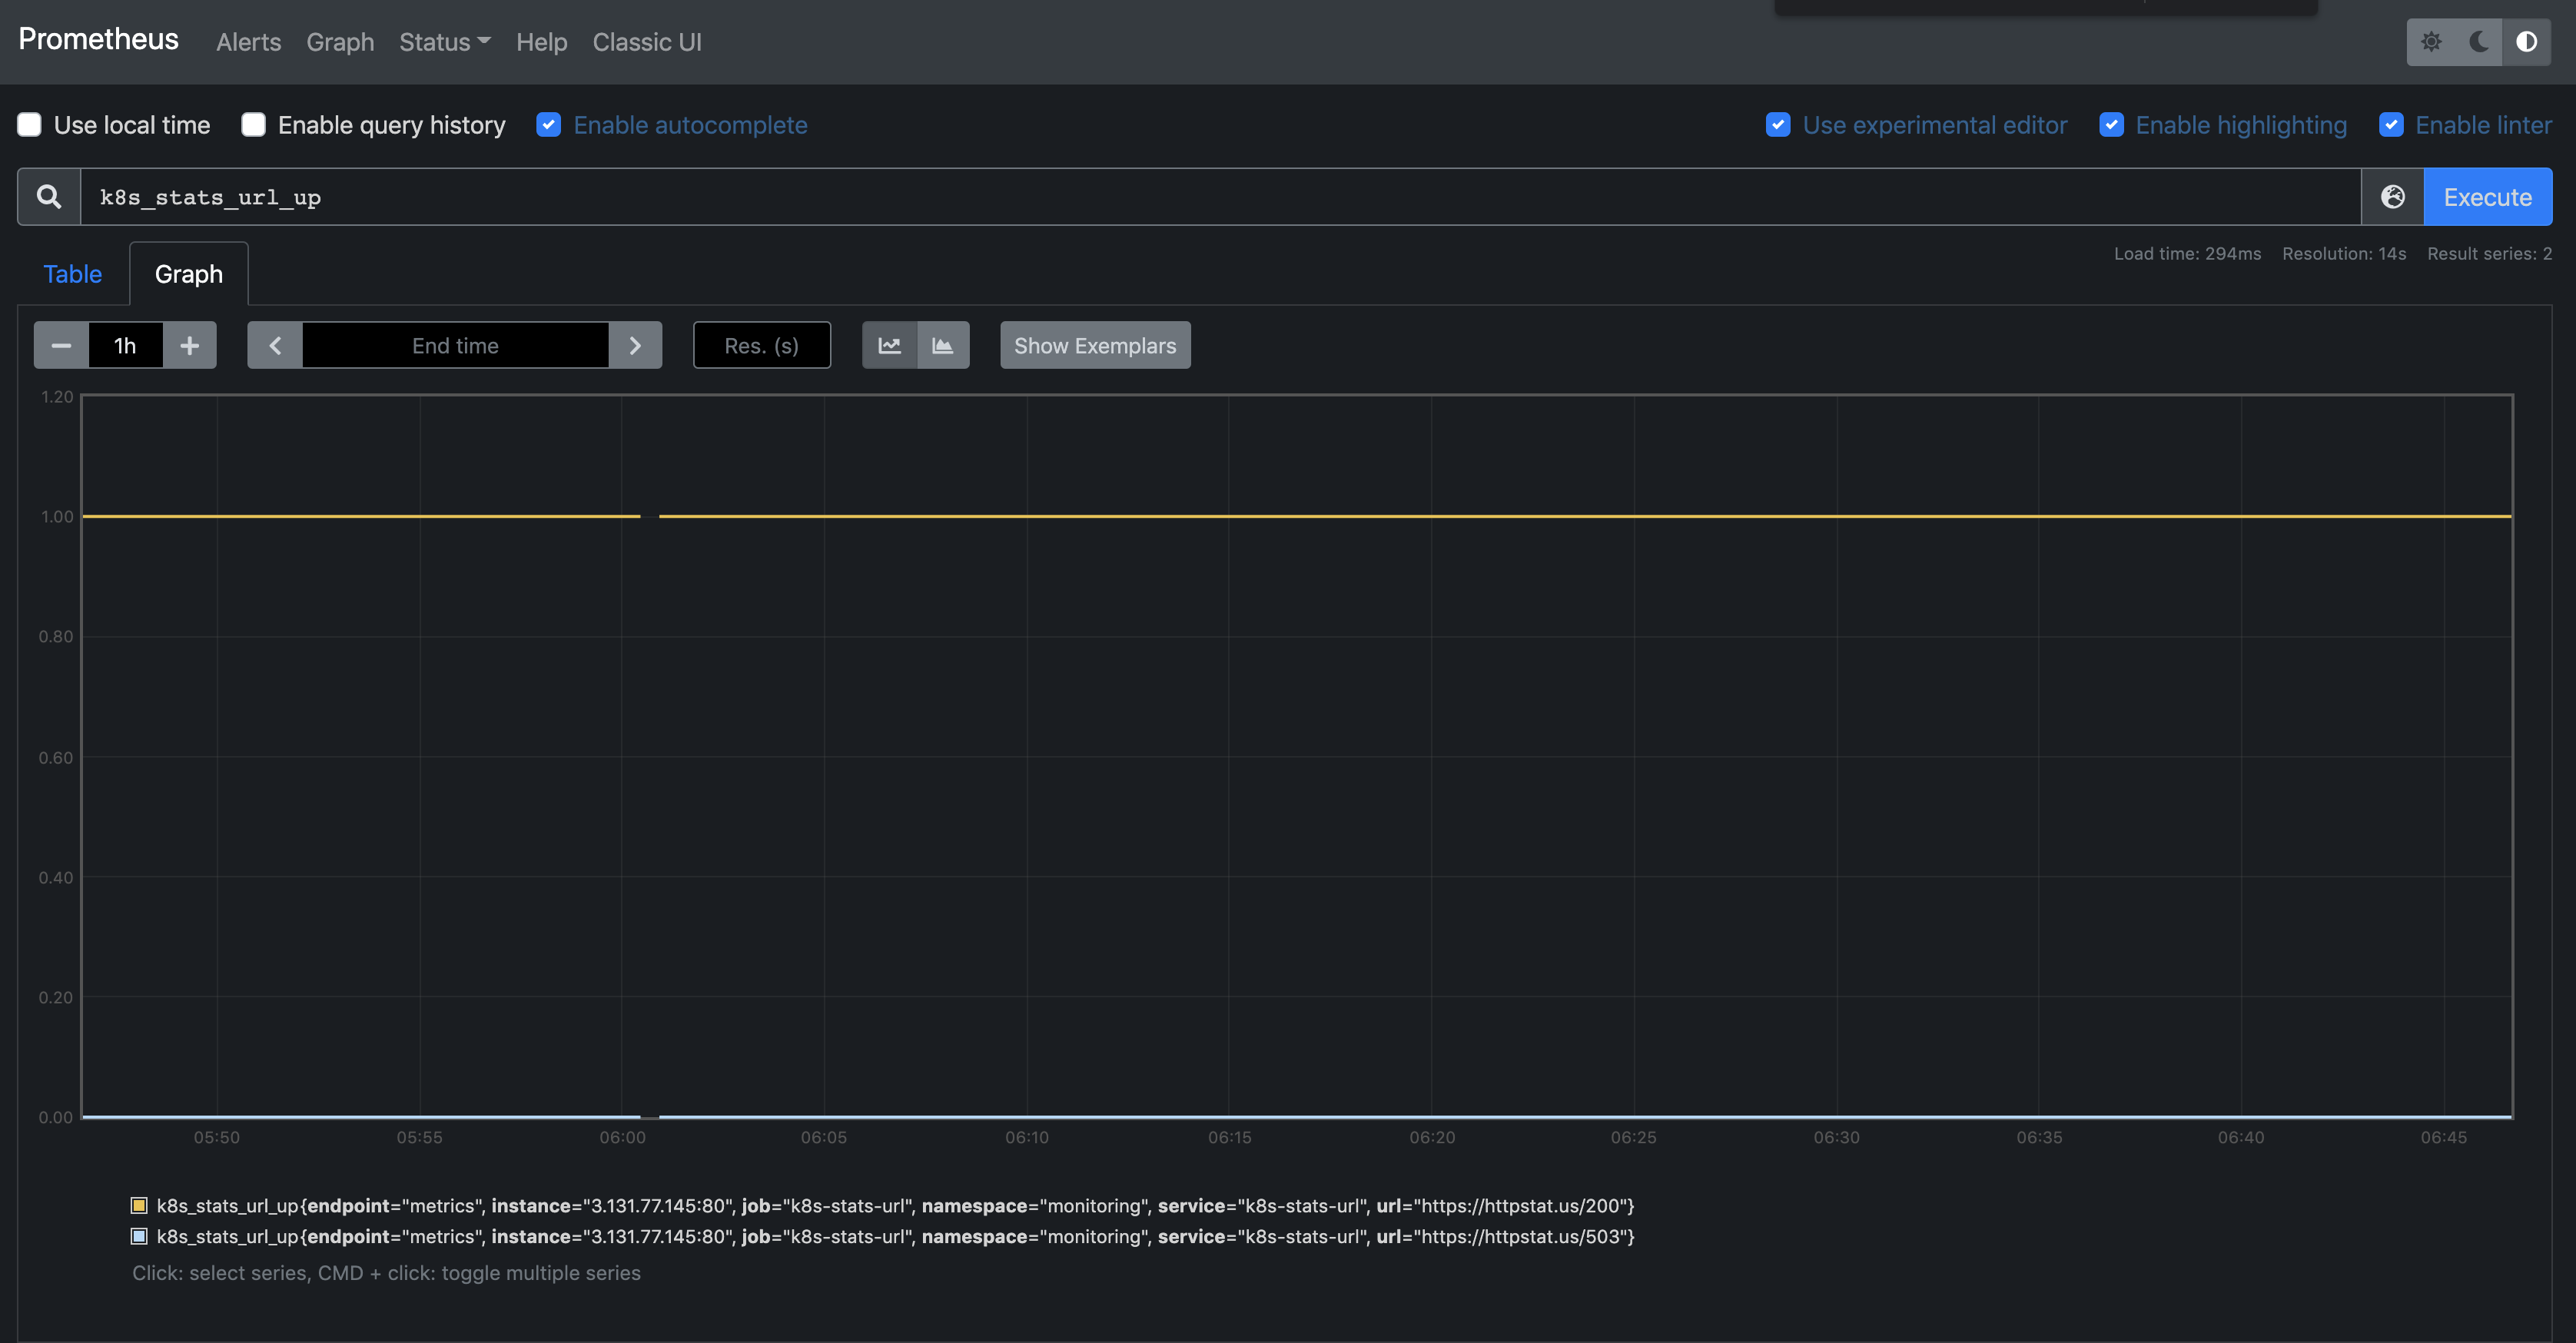 Prometheus Alerts Graph Status Help Classic UI
Use local time Enable query history Enable autocomplete Use experimental editor Enable highlighting Enable linter
k8s_stats_url_up Execute
Load time: 294ms Resolution: 14s Result series: 2
Table Graph
1h End time Res. (s) Show Exemplars
1.20
1.00
0.80
0.60
0.40
0.20
0.00
05:50 05:55 06:00 06:05 06:10 06:15 06:20 06:25 06:30 06:35 06:40 06:45
k8s_stats_url_up{endpoint="metrics", instance="3.131.77.145:80", job="k8s-stats-url", namespace="monitoring", service="k8s-stats-url", url="https://httpstat.us/200"}
k8s_stats_url_up{endpoint="metrics", instance="3.131.77.145:80", job="k8s-stats-url", namespace="monitoring", service="k8s-stats-url", url="https://httpstat.us/503"}
Click: select series, CMD + click: toggle multiple series